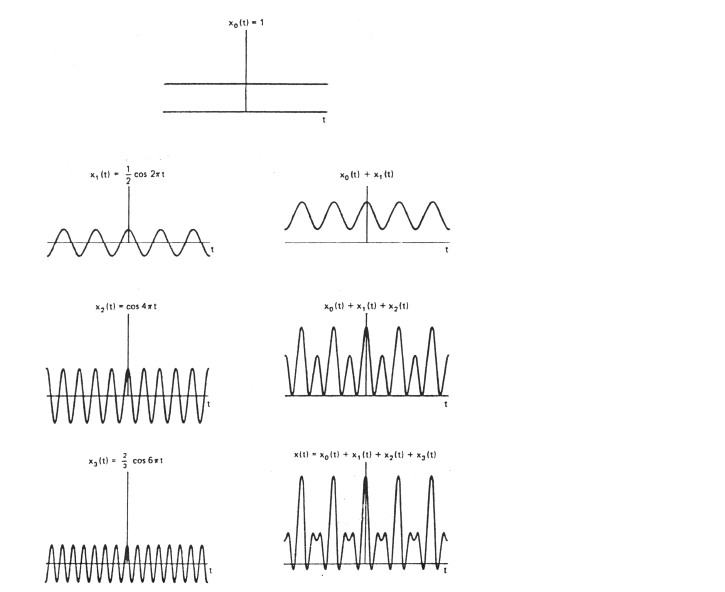 x₀(t) = 1
t
x₁(t) = 1/2 cos 2πt
t
x₀(t) + x₁(t)
t
x₂(t) = cos 4πt
t
x₀(t) + x₁(t) + x₂(t)
t
x₃(t) = 2/3 cos 6πt
t
x(t) = x₀(t) + x₁(t) + x₂(t) + x₃(t)
t